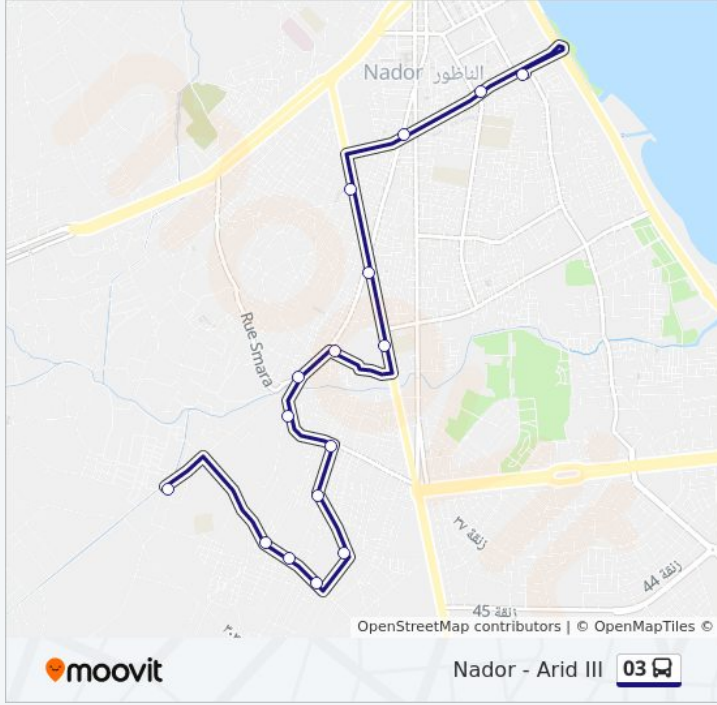 Nador الناظور
Rue Smara
زنقة ٢٧
زنقة 44
زنقة 45
OpenStreetMap contributors | © OpenMapTiles ©
moovit
Nador - Arid III 03